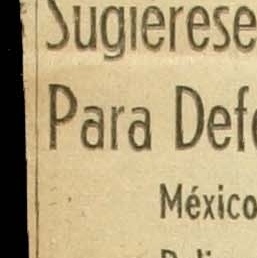 Sugierese
Para Def
México